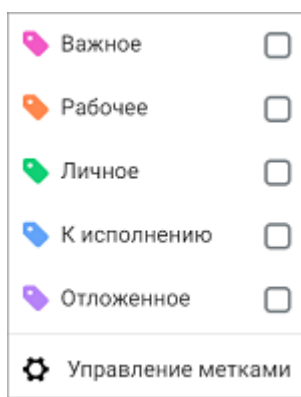 Важное
Рабочее
Личное
К исполнению
Отложенное
Управление метками